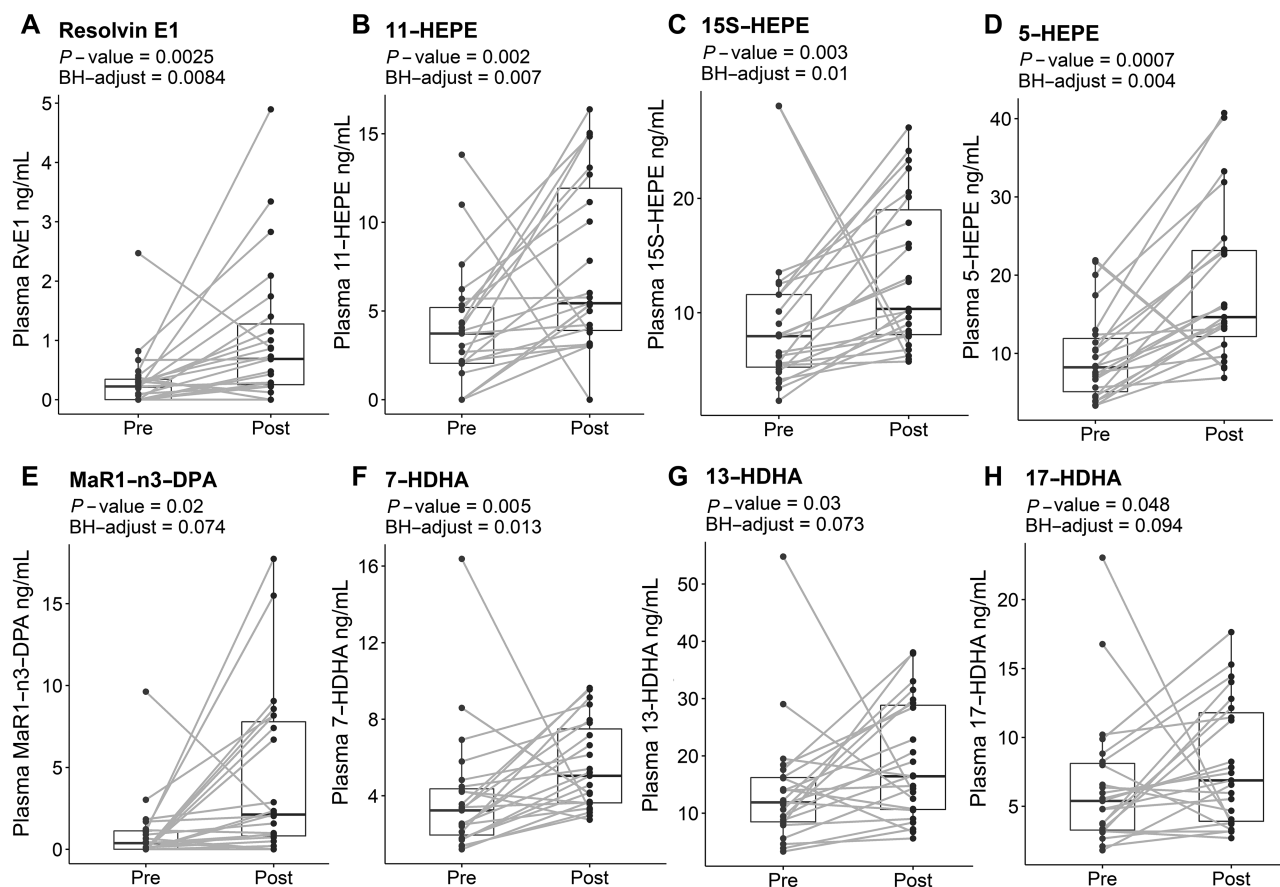 A Resolvin E1
P-value = 0.0025
BH-adjust = 0.0084
Plasma RvE1 ng/mL
5
4
3
2
1
0
Pre Post
B 11-HEPE
P-value = 0.002
BH-adjust = 0.007
Plasma 11-HEPE ng/mL
15
10
5
0
Pre Post
C 15S-HEPE
P-value = 0.003
BH-adjust = 0.01
Plasma 15S-HEPE ng/mL
20
10
Pre Post
D 5-HEPE
P-value = 0.0007
BH-adjust = 0.004
Plasma 5-HEPE ng/mL
40
30
20
10
Pre Post
E MaR1-n3-DPA
P-value = 0.02
BH-adjust = 0.074
Plasma MaR1-n3-DPA ng/mL
15
10
5
0
Pre Post
F 7-HDHA
P-value = 0.005
BH-adjust = 0.013
Plasma 7-HDHA ng/mL
16
12
8
4
Pre Post
G 13-HDHA
P-value = 0.03
BH-adjust = 0.073
Plasma 13-HDHA ng/mL
50
40
30
20
10
Pre Post
H 17-HDHA
P-value = 0.048
BH-adjust = 0.094
Plasma 17-HDHA ng/mL
20
15
10
5
Pre Post